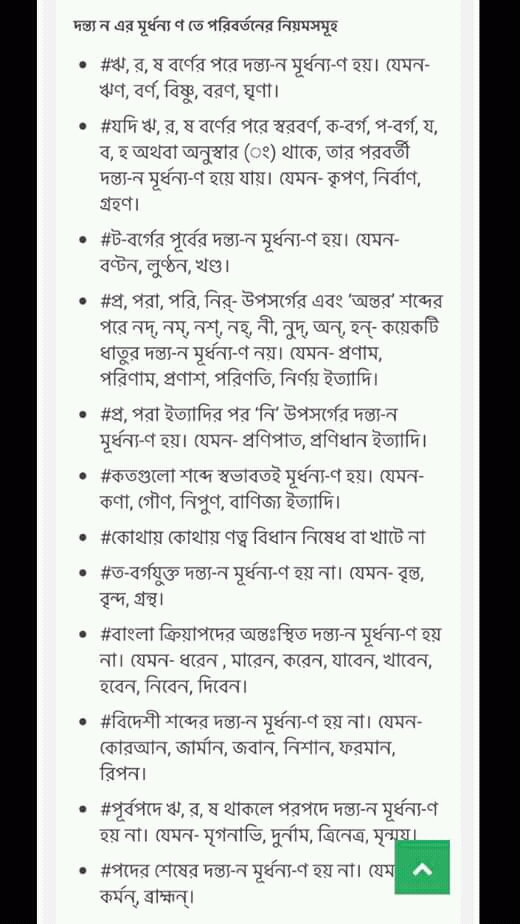 দন্ত্য ন এর মূর্ধন্য ণ তে পরিবর্তনের নিয়মসমূহ
• #ঋ, র, ষ বর্ণের পরে দন্ত্য-ন মূর্ধন্য-ণ হয়। যেমন-
ঋণ, বর্ণ, বিষ্ণু, বরণ, ঘৃণা।
• #যদি ঋ, র, ষ বর্ণের পরে স্বরবর্ণ, ক-বর্গ, প-বর্গ, য,
ব, হ অথবা অনুস্বার (ং) থাকে, তার পরবর্তী
দন্ত্য-ন মূর্ধন্য-ণ হয়ে যায়। যেমন- কৃপণ, নির্বাণ,
গ্রহণ।
• #ট-বর্গের পূর্বের দন্ত্য-ন মূর্ধন্য-ণ হয়। যেমন-
বণ্টন, লুণ্ঠন, খণ্ড।
• #প্র, পরা, পরি, নির্- উপসর্গের এবং ‘অন্তর’ শব্দের
পরে নদ্, নম্, নশ্, নহ্, নী, নুদ্, অন্, হন্- কয়েকটি
ধাতুর দন্ত্য-ন মূর্ধন্য-ণ নয়। যেমন- প্রণাম,
পরিণাম, প্রণাশ, পরিণতি, নির্ণয় ইত্যাদি।
• #প্র, পরা ইত্যাদির পর ‘নি’ উপসর্গের দন্ত্য-ন
মূর্ধন্য-ণ হয়। যেমন- প্রণিপাত, প্রণিধান ইত্যাদি।
• #কতগুলো শব্দে স্বভাবতই মূর্ধন্য-ণ হয়। যেমন-
কণা, গৌণ, নিপুণ, বাণিজ্য ইত্যাদি।
• #কোথায় কোথায় ণত্ব বিধান নিষেধ বা খাটে না
• #ত-বর্গযুক্ত দন্ত্য-ন মূর্ধন্য-ণ হয় না। যেমন- বৃন্ত,
বৃন্দ, গ্রন্থ।
• #বাংলা ক্রিয়াপদের অন্তঃস্থিত দন্ত্য-ন মূর্ধন্য-ণ হয়
না। যেমন- ধরেন , মারেন, করেন, যাবেন, খাবেন,
হবেন, নিবেন, দিবেন।
• #বিদেশী শব্দের দন্ত্য-ন মূর্ধন্য-ণ হয় না। যেমন-
কোরআন, জার্মান, জবান, নিশান, ফরমান,
রিপন।
• #পূর্বপদে ঋ, র, ষ থাকলে পরপদে দন্ত্য-ন মূর্ধন্য-ণ
হয় না। যেমন- মৃগনাভি, দুর্নাম, ত্রিনেত্র, মৃন্ময়।
• #পদের শেষের দন্ত্য-ন মূর্ধন্য-ণ হয় না। যেম
কর্মন্, ব্রাহ্মন্।